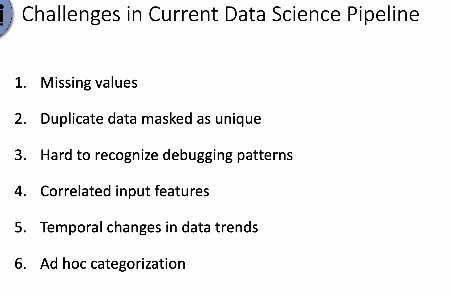 Challenges in Current Data Science Pipeline
1. Missing values
2. Duplicate data masked as unique
3. Hard to recognize debugging patterns
4. Correlated input features
5. Temporal changes in data trends
6. Ad hoc categorization